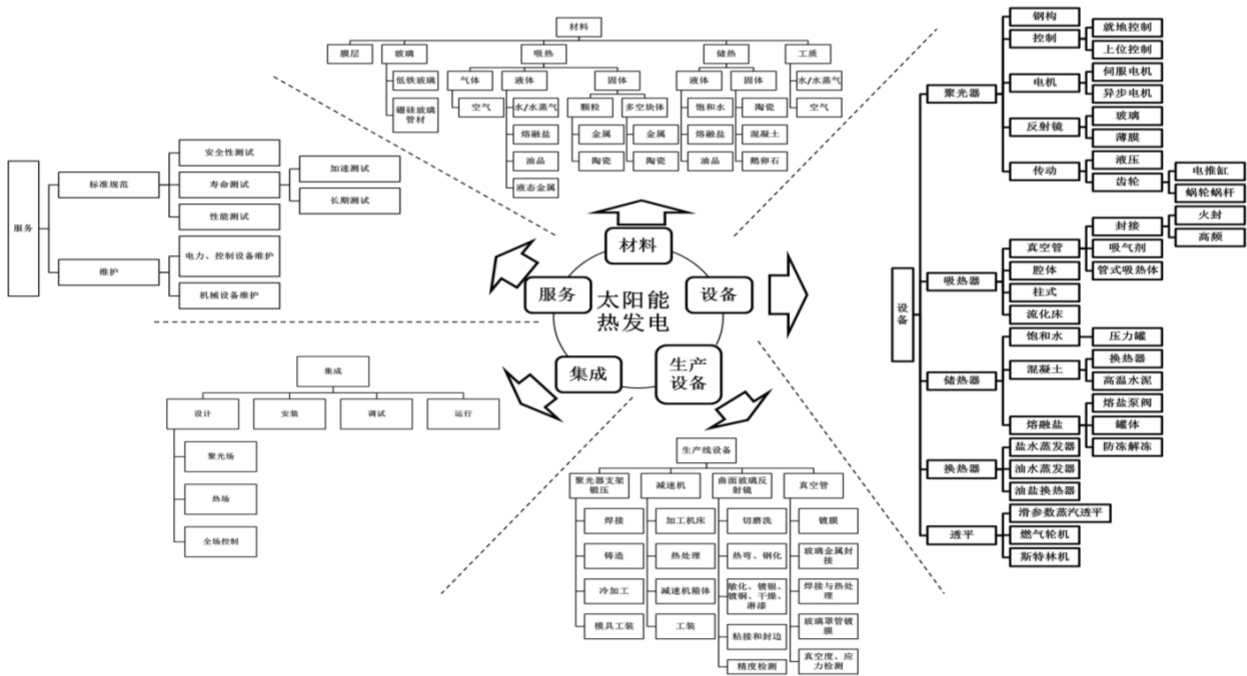 材料
膜层
玻璃
吸热
储热
工质
低铁玻璃
硼硅玻璃
管材
气体
液体
固体
液体
固体
水/水蒸气
空气
空气
水/水蒸气
熔融盐
油品
液态金属
颗粒
多空块体
金属
金属
陶瓷
陶瓷
饱和水
熔融盐
油品
陶瓷
混凝土
鹅卵石
服务
标准规范
安全性测试
寿命测试
加速测试
长期测试
性能测试
维护
电力、控制设备维护
机械设备维护
太阳能
热发电
材料
设备
生产
设备
集成
服务
集成
设计
安装
调试
运行
聚光场
热场
全场控制
生产线设备
聚光器支架
锻压
减速机
曲面玻璃反
射镜
真空管
焊接
铸造
冷加工
模具工装
加工机床
热处理
减速机箱体
工装
切磨洗
热弯、钢化
敏化、镀银、
镀铜、干燥、
淋漆
粘接和封边
精度检测
镀膜
玻璃金属封
接
焊接与热处
理
玻璃罩管镀
膜
真空度、应
力检测
设备
聚光器
钢构
控制
就地控制
上位控制
电机
伺服电机
异步电机
反射镜
玻璃
薄膜
传动
液压
齿轮
电推缸
蜗轮蜗杆
吸热器
真空管
封接
火封
高频
吸气剂
管式吸热体
腔体
柱式
流化床
储热器
饱和水
压力罐
混凝土
换热器
高温水泥
熔融盐
熔盐泵阀
罐体
防冻解冻
换热器
盐水蒸发器
油水蒸发器
油盐换热器
透平
滑参数蒸汽透平
燃气轮机
斯特林机